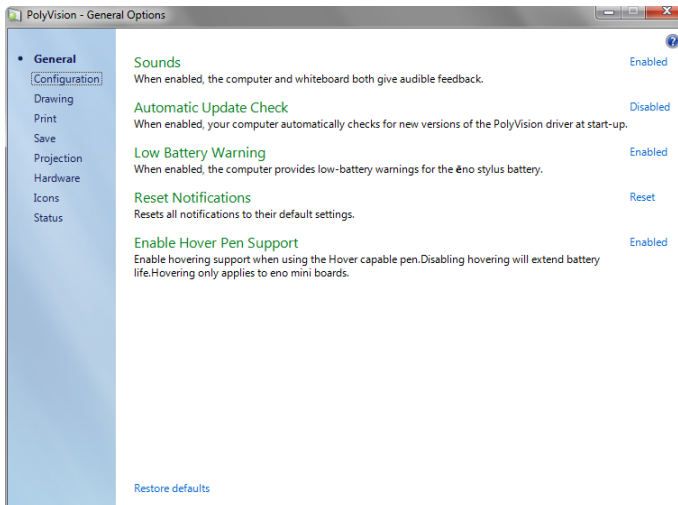 PolyVision - General Options
General
Configuration
Drawing
Print
Save
Projection
Hardware
Icons
Status
Sounds Enabled
When enabled, the computer and whiteboard both give audible feedback.
Automatic Update Check Disabled
When enabled, your computer automatically checks for new versions of the PolyVision driver at start-up.
Low Battery Warning Enabled
When enabled, the computer provides low-battery warnings for the ēno stylus battery.
Reset Notifications Reset
Resets all notifications to their default settings.
Enable Hover Pen Support Enabled
Enable hovering support when using the Hover capable pen.Disabling hovering will extend battery
life.Hovering only applies to eno mini boards.
Restore defaults